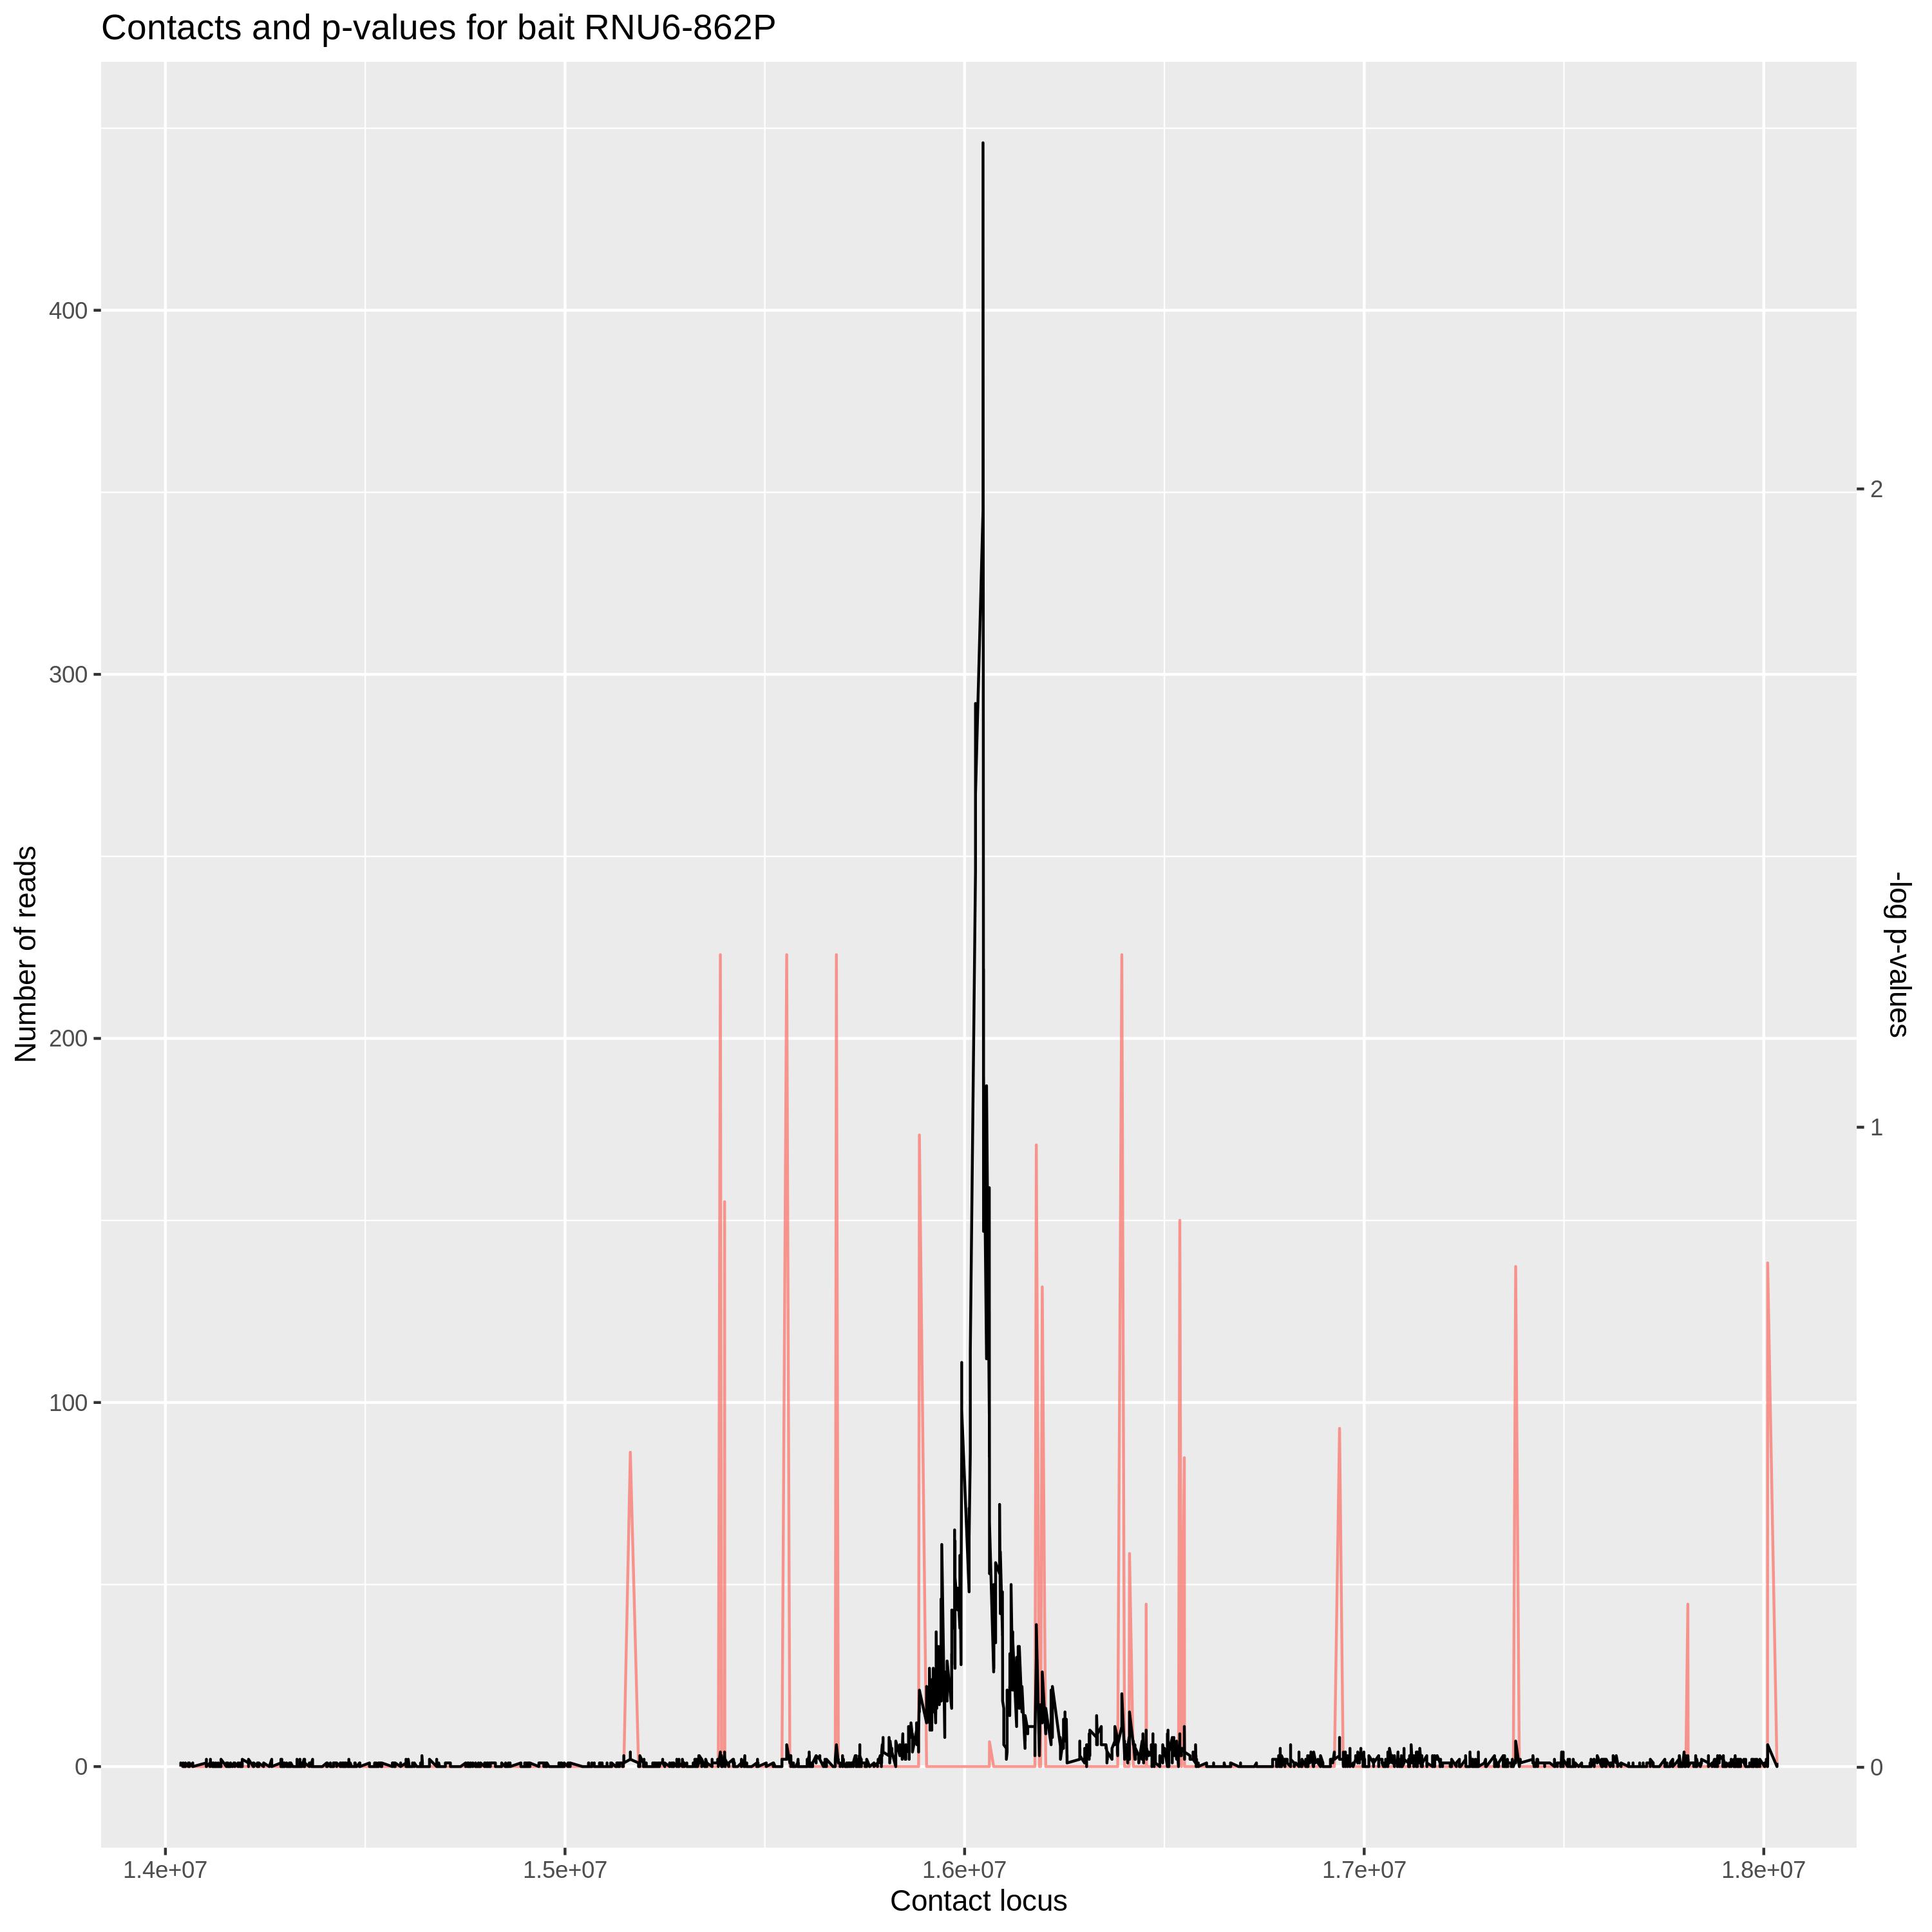 Contacts and p-values for bait RNU6-862P
400
300
200
100
0
Number of reads
2
1
0
-log p-values
1.4e+07
1.5e+07
1.6e+07
1.7e+07
1.8e+07
Contact locus